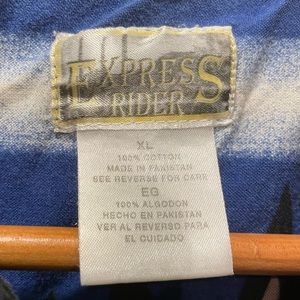 EXPRESS
RIDER
XL
100% COTTON
MADE IN PAKISTAN
SEE REVERSE FOR CARE
EG
100% ALGODON
HECHO EN PAKISTAN
VER AL REVERSO PARA
EL CUIDADO